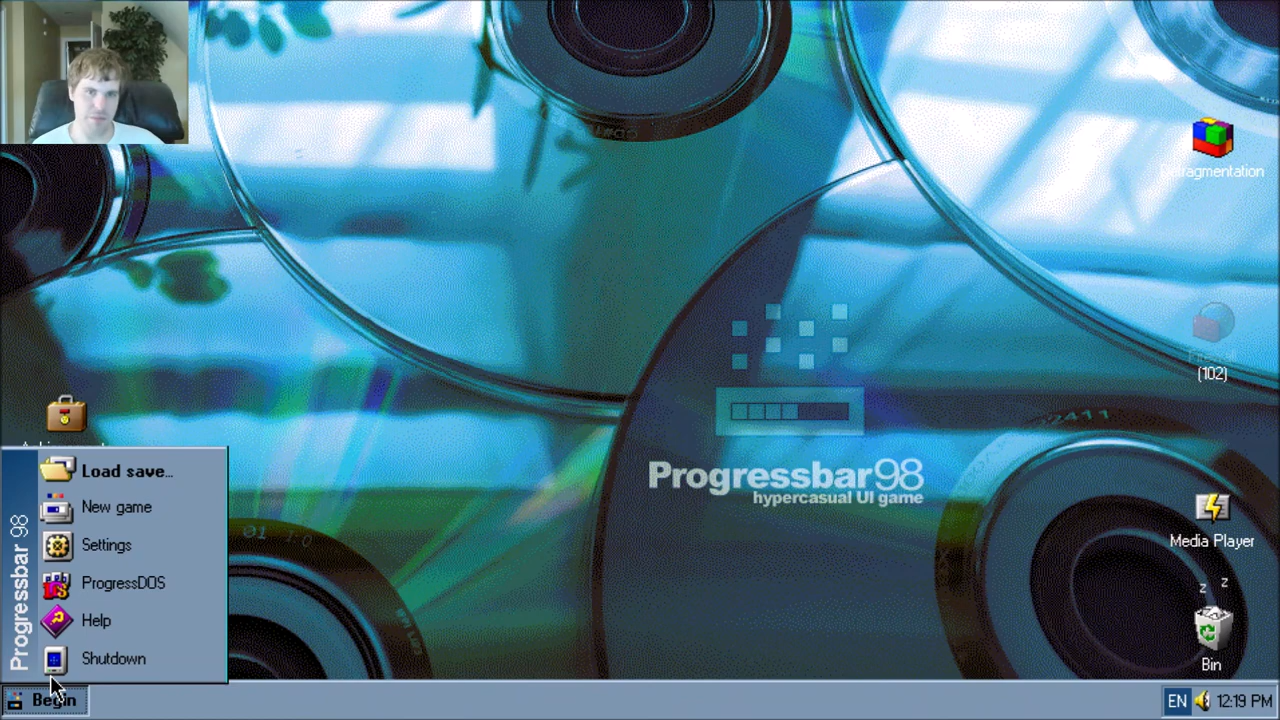 (102)
Progressbar98
hypercasual UI game
Load save...
New game
Settings
ProgressDOS
Help
Shutdown
Progressbar 98
Media Player
z z
Bin
Begin
EN 12:19 PM